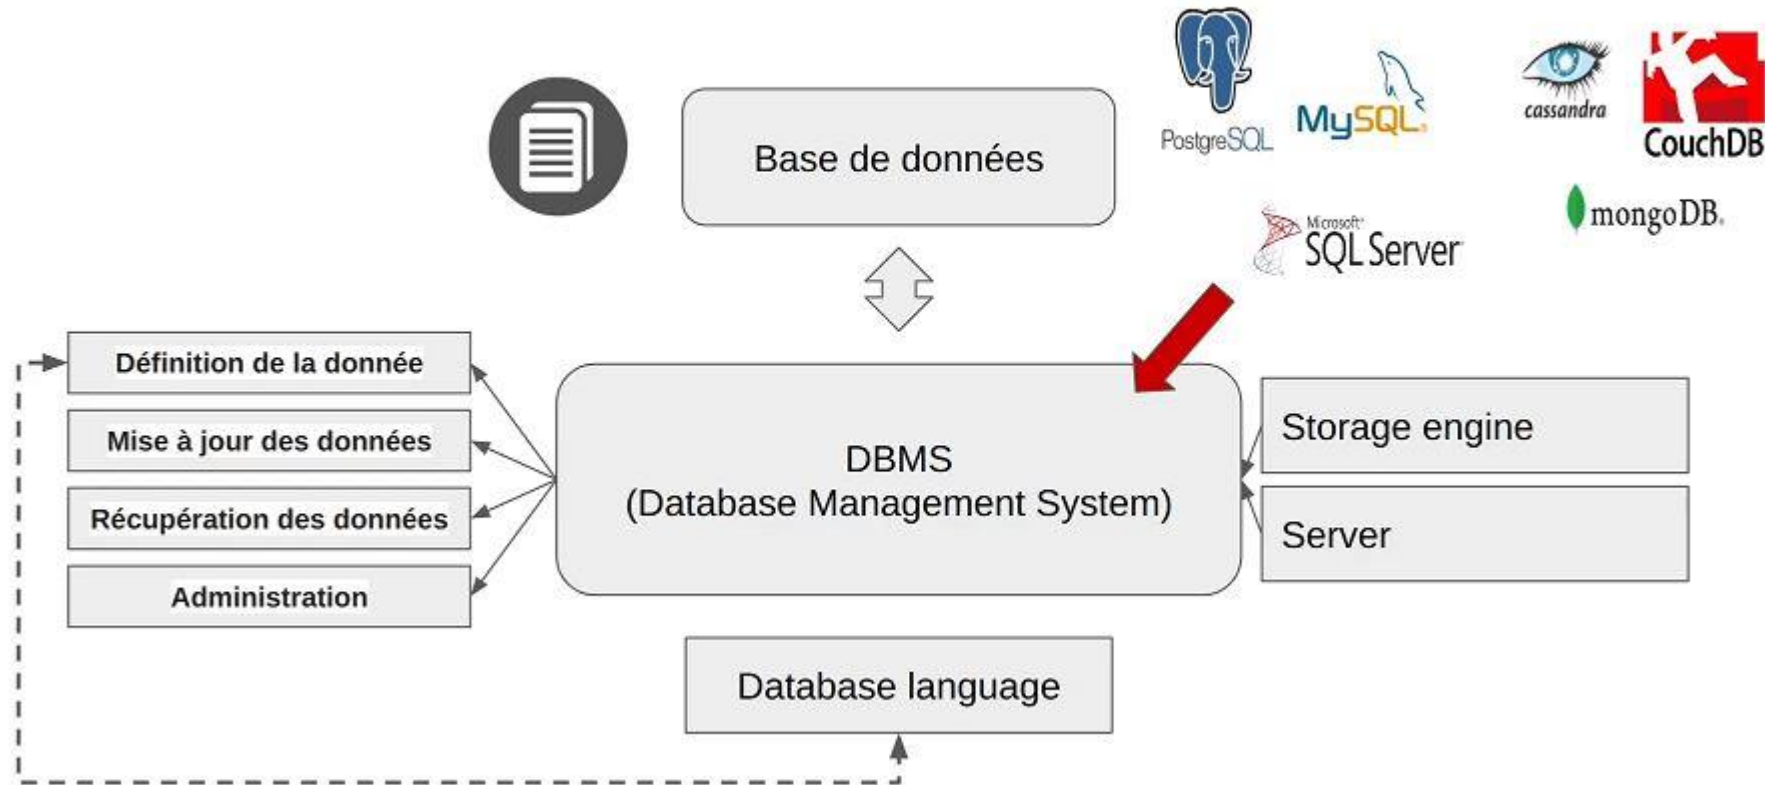 PostgreSQL
MySQL®
cassandra
CouchDB
Base de données
Microsoft®
SQL Server
mongoDB®
Définition de la donnée
Mise à jour des données
Récupération des données
Administration
DBMS
(Database Management System)
Storage engine
Server
Database language